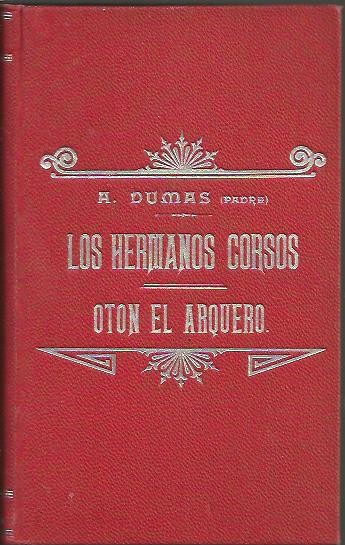 A. DUMAS (PADRE)
LOS HERMANOS CORSOS
OTON EL ARQUERO.